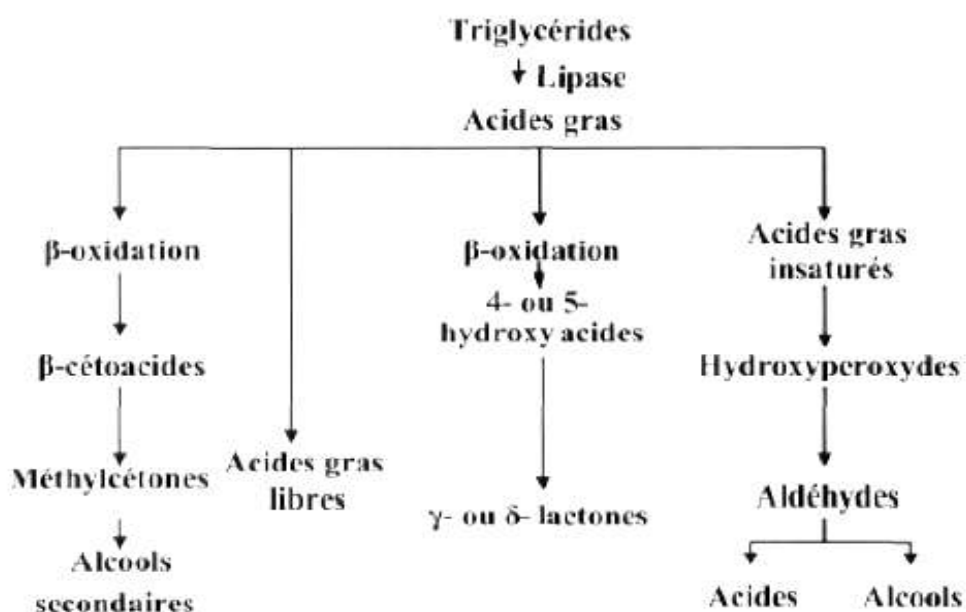 Triglycérides
Lipase
Acides gras
β-oxidation
β-cétoacides
Méthylcétones
Alcools
secondaires
Acides gras
libres
β-oxidation
4- ou 5-
hydroxy acides
γ- ou δ- lactones
Acides gras
insaturés
Hydroxyperoxydes
Aldéhydes
Acides
Alcools